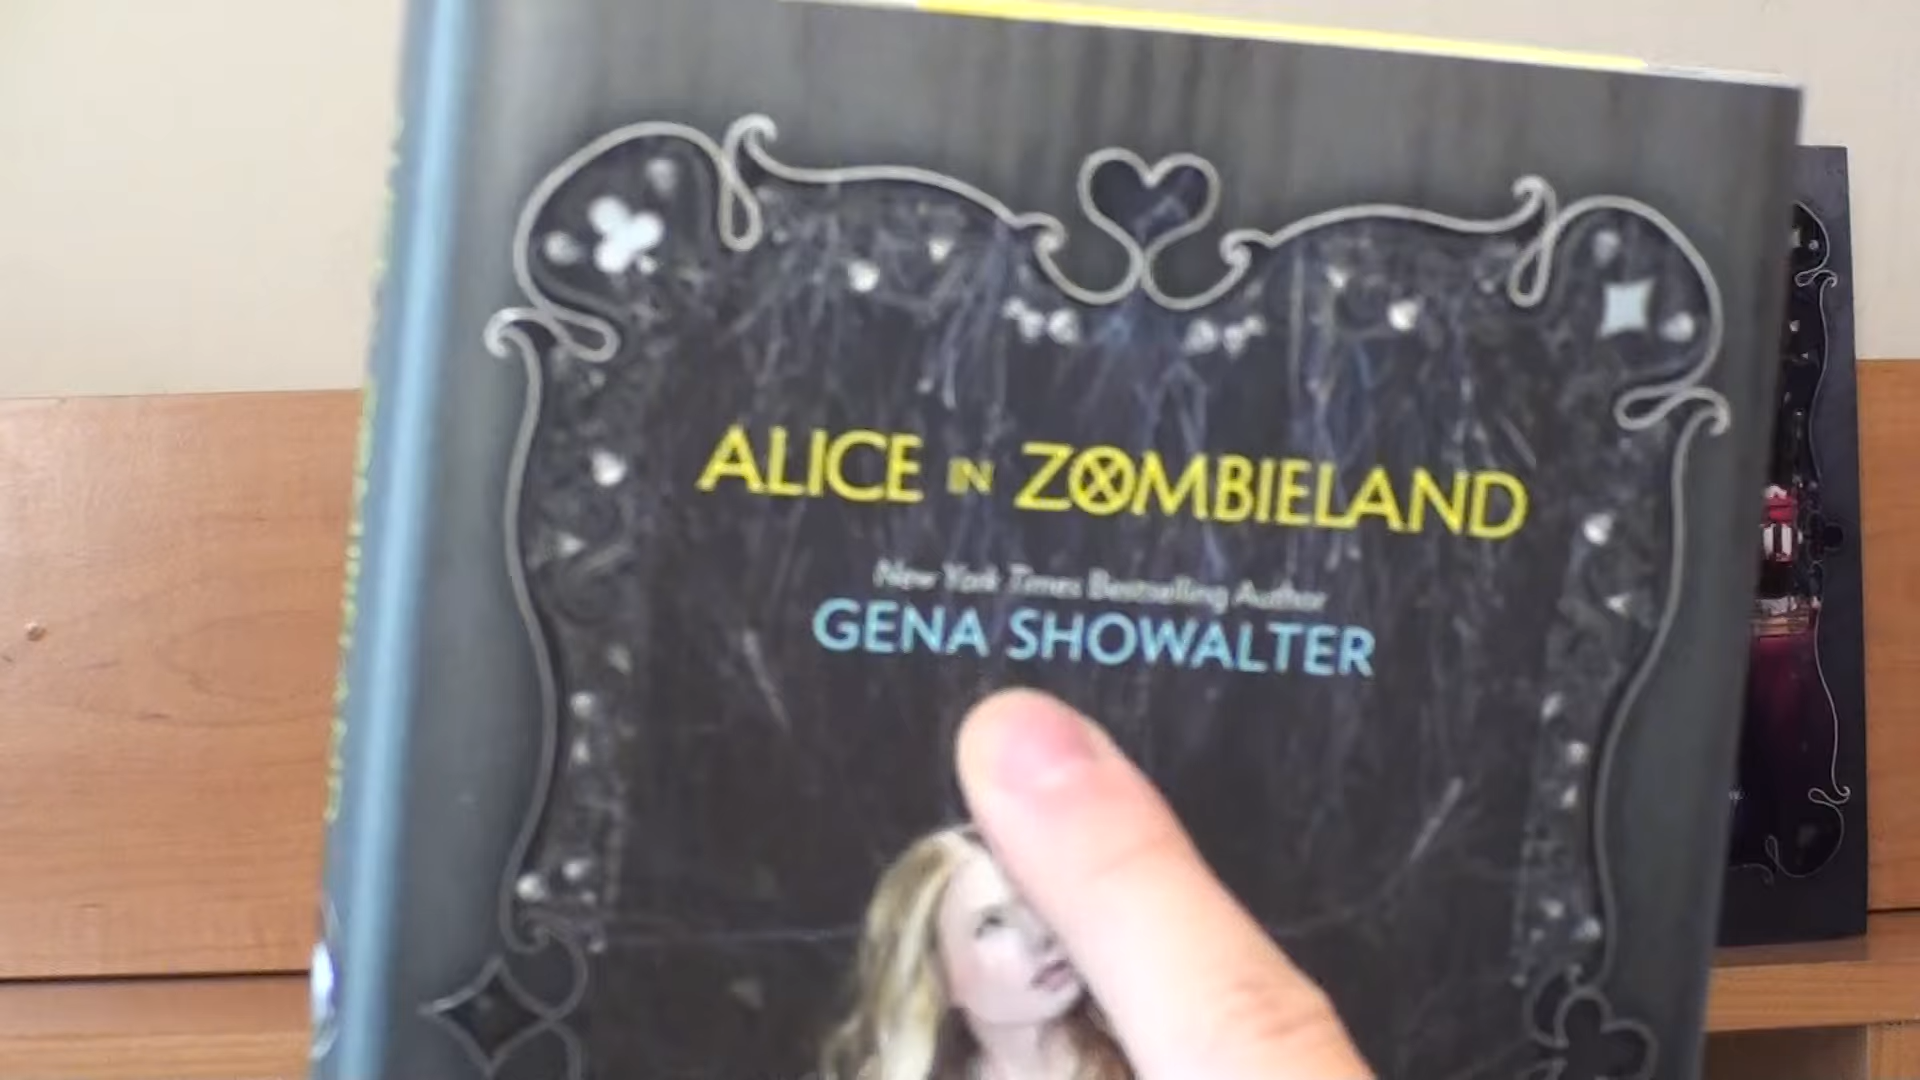 ALICE IN ZOMBIELAND
New York Times Bestselling Author
GENA SHOWALTER